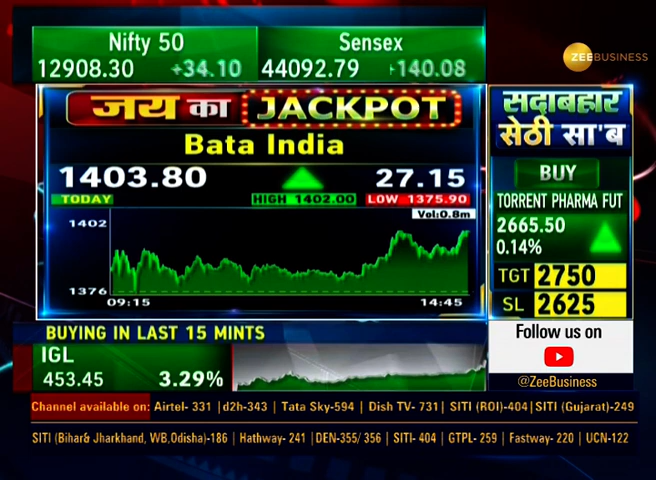 Nifty 50
12908.30 +34.10
Sensex
44092.79 +140.08
ZEEBUSINESS
जय का JACKPOT
Bata India
1403.80 27.15
TODAY HIGH 1402.00 LOW 1375.90
Vol:0.8m
1402
1376
09:15 14:45
सदाबहार
सेठी सा'ब
BUY
TORRENT PHARMA FUT
2665.50
0.14%
TGT 2750
SL 2625
BUYING IN LAST 15 MINTS
IGL
453.45 3.29%
Follow us on
@ZeeBusiness
Channel available on: Airtel- 331 | d2h-343 | Tata Sky-594 | Dish TV- 731 | SITI (ROI)-404 | SITI (Gujarat)-249
SITI (Bihar& Jharkhand, WB,Odisha)-186 | Hathway- 241 | DEN-355/ 356 | SITI- 404 | GTPL- 259 | Fastway- 220 | UCN-122